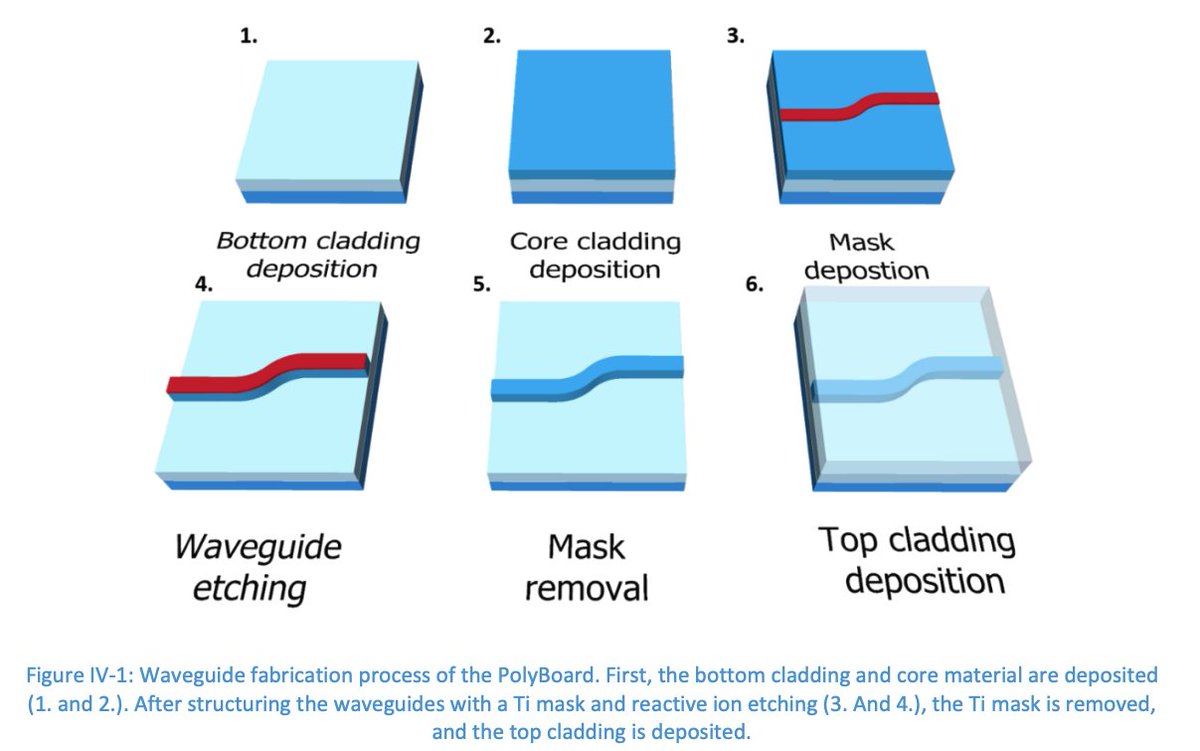 1.
2.
3.
Bottom cladding
deposition
Core cladding
deposition
Mask
depostion
4.
5.
6.
Waveguide
etching
Mask
removal
Top cladding
deposition
Figure IV-1: Waveguide fabrication process of the PolyBoard. First, the bottom cladding and core material are deposited
(1. and 2.). After structuring the waveguides with a Ti mask and reactive ion etching (3. And 4.), the Ti mask is removed,
and the top cladding is deposited.